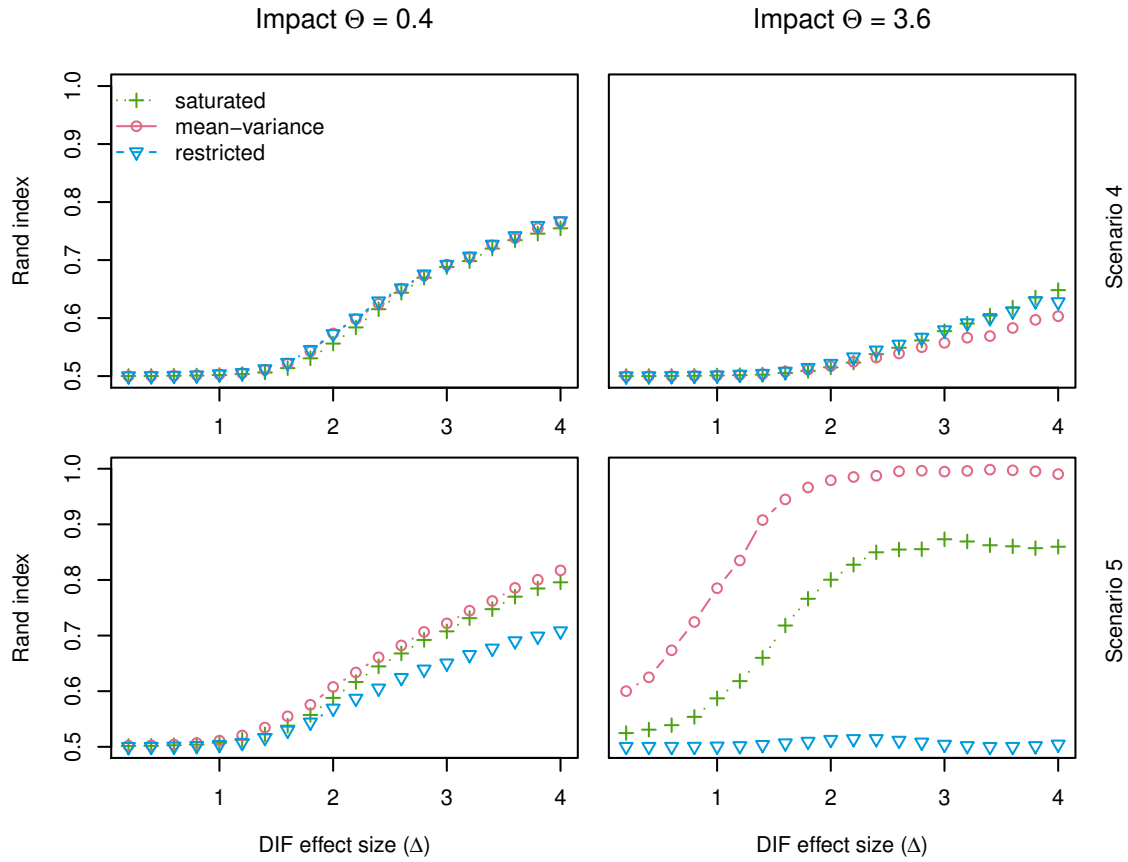 Impact Θ = 0.4
Impact Θ = 3.6
Rand index
1.0
0.9
0.8
0.7
0.6
0.5
saturated
mean−variance
restricted
1 2 3 4
1 2 3 4
Scenario 4
Rand index
1.0
0.9
0.8
0.7
0.6
0.5
1 2 3 4
1 2 3 4
Scenario 5
DIF effect size (Δ)
DIF effect size (Δ)